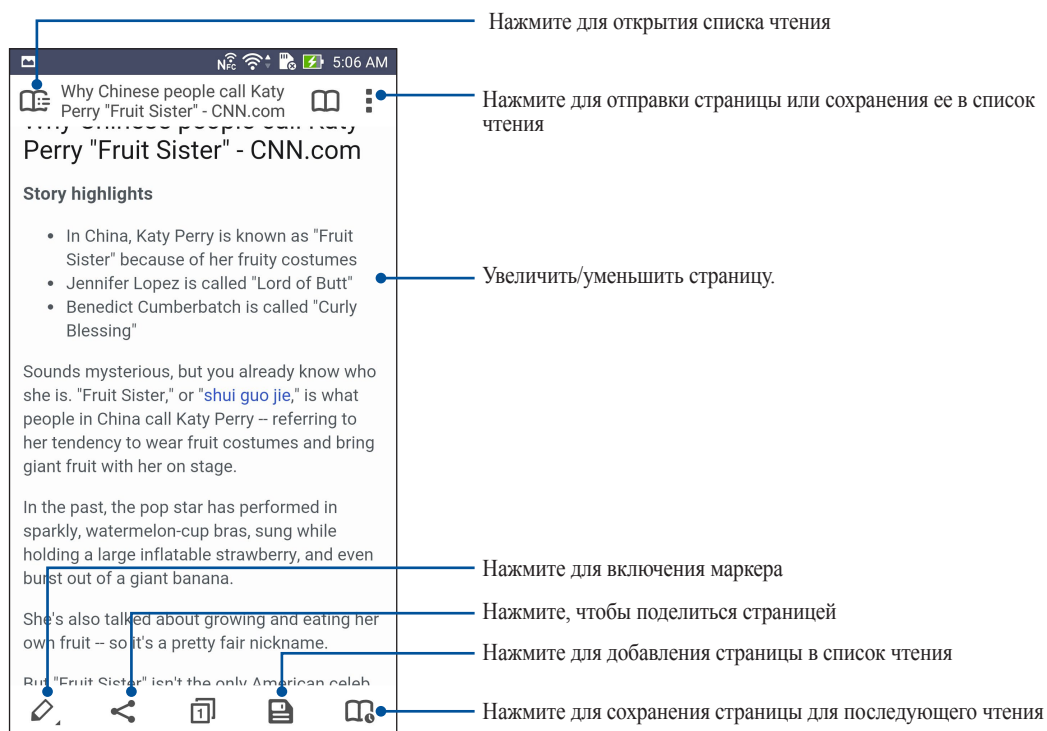 Нажмите для открытия списка чтения
NFC 5:06 AM
Why Chinese people call Katy
Perry "Fruit Sister" - CNN.com
Нажмите для отправки страницы или сохранения ее в список
чтения
Why Chinese people call Katy
Perry "Fruit Sister" - CNN.com
Story highlights
• In China, Katy Perry is known as "Fruit
Sister" because of her fruity costumes
• Jennifer Lopez is called "Lord of Butt"
• Benedict Cumberbatch is called "Curly
Blessing"
Увеличить/уменьшить страницу.
Sounds mysterious, but you already know who
she is. "Fruit Sister," or "shui guo jie," is what
people in China call Katy Perry -- referring to
her tendency to wear fruit costumes and bring
giant fruit with her on stage.
In the past, the pop star has performed in
sparkly, watermelon-cup bras, sung while
holding a large inflatable strawberry, and even
burst out of a giant banana.
Нажмите для включения маркера
She's also talked about growing and eating her
own fruit -- so it's a pretty fair nickname.
Нажмите, чтобы поделиться страницей
Нажмите для добавления страницы в список чтения
But "Fruit Sister" isn't the only American celeb
1
Нажмите для сохранения страницы для последующего чтения